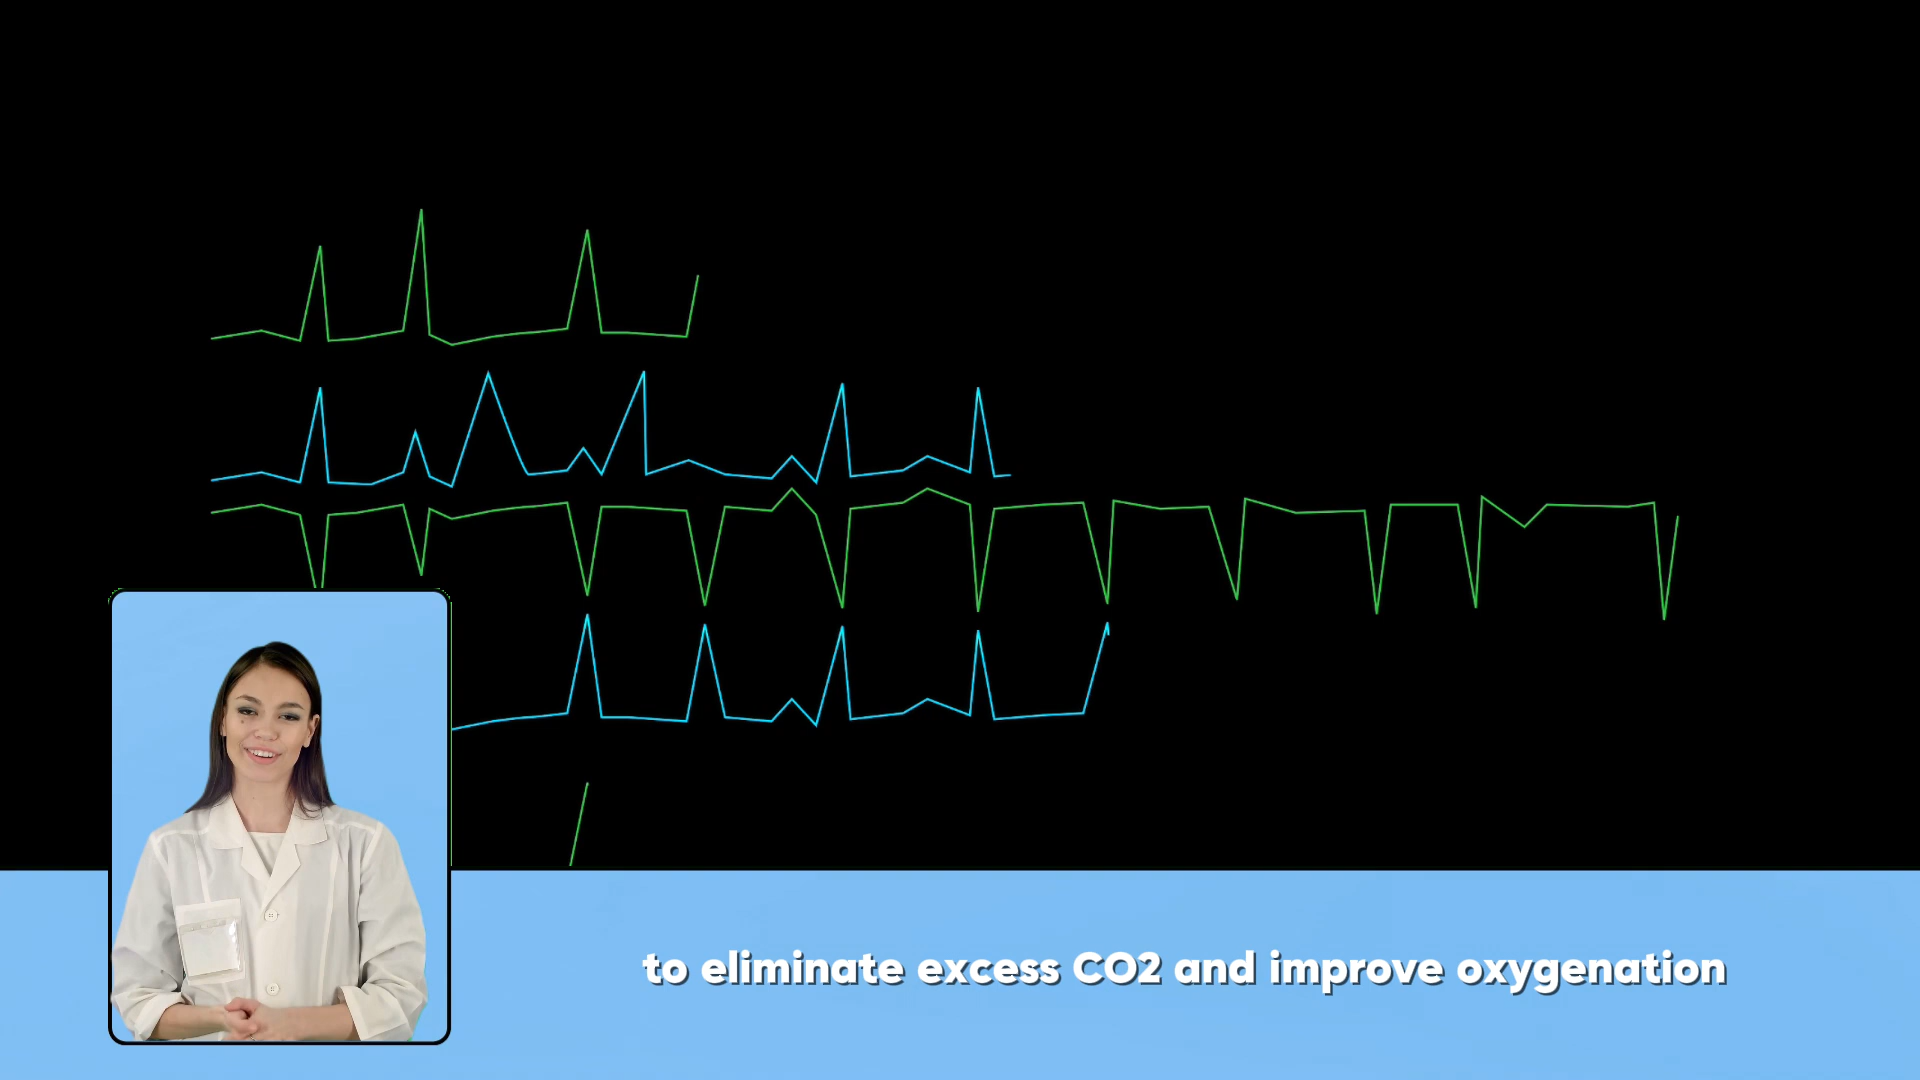 to eliminate excess CO2 and improve oxygenation